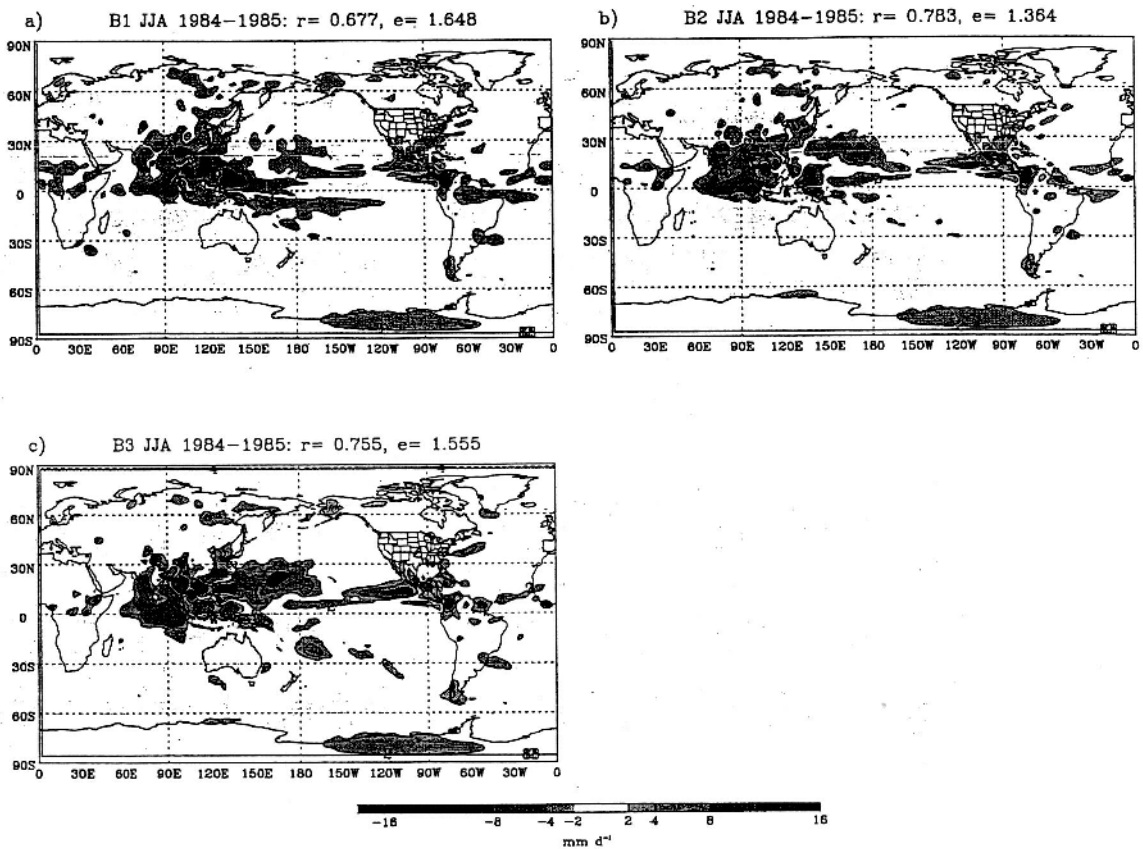 a) B1 JJA 1984-1985: r= 0.677, e= 1.648
90N
60N
30N
0
30S
60S
90S
0 30E 60E 90E 120E 150E 180 150W 120W 90W 60W 30W 0
b) B2 JJA 1984-1985: r= 0.783, e= 1.364
90N
60N
30N
0
30S
60S
90S
0 30E 60E 90E 120E 150E 180 150W 120W 90W 60W 30W 0
c) B3 JJA 1984-1985: r= 0.755, e= 1.555
90N
60N
30N
0
30S
60S
90S
0 30E 60E 90E 120E 150E 180 150W 120W 90W 60W 30W 0
-16 -8 -4 -2 2 4 8 16
mm d⁻¹